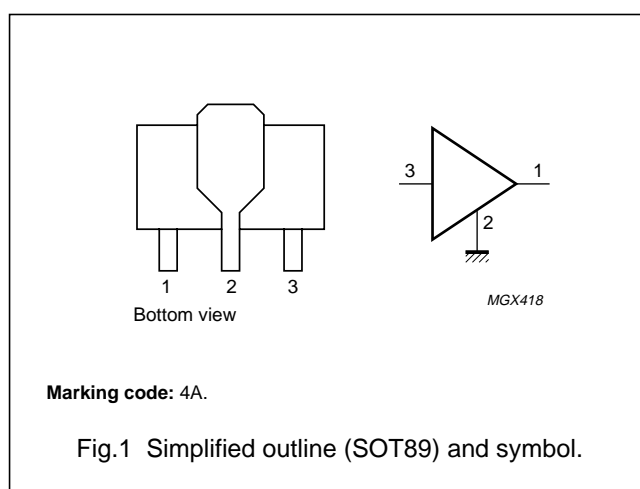 3 1
2
1 2 3
Bottom view
MGX418
Marking code: 4A.
Fig.1 Simplified outline (SOT89) and symbol.